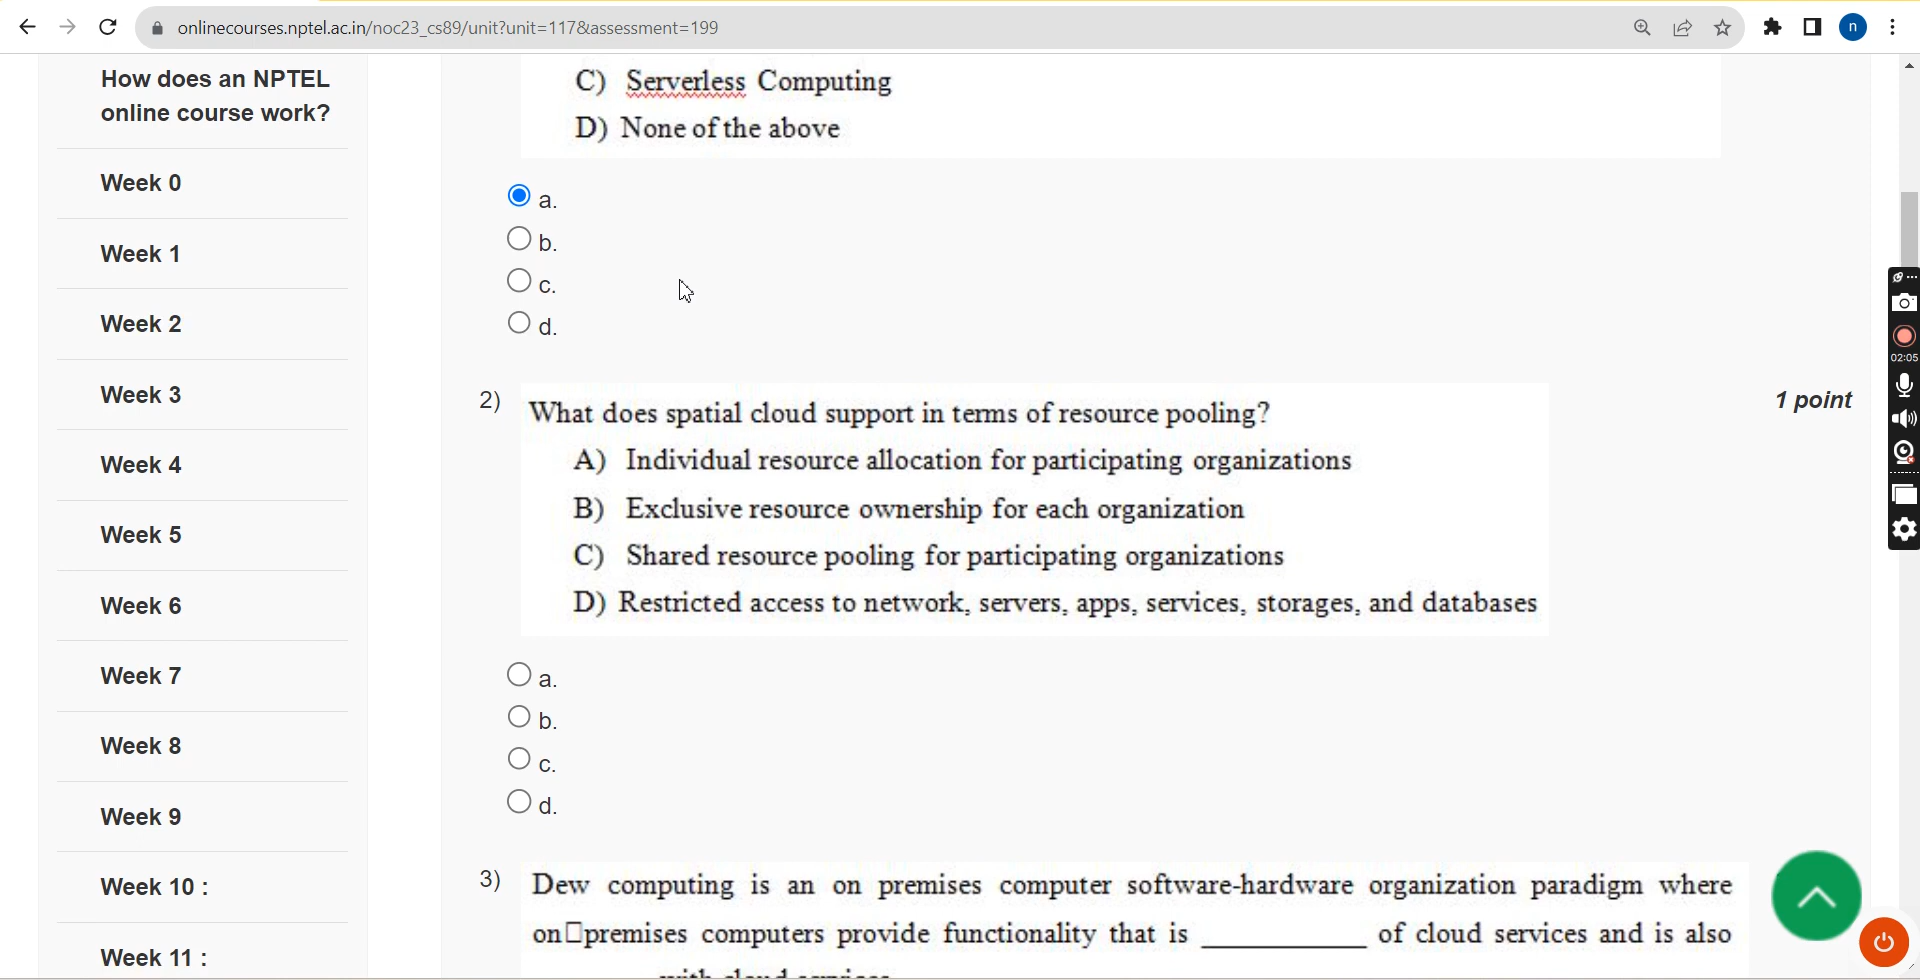 onlinecourses.nptel.ac.in/noc23_cs89/unit?unit=117&assessment=199
n
How does an NPTEL
online course work?
Week 0
Week 1
Week 2
Week 3
Week 4
Week 5
Week 6
Week 7
Week 8
Week 9
Week 10 :
Week 11 :
C) Serverless Computing
D) None of the above
a.
b.
c.
d.
2) What does spatial cloud support in terms of resource pooling?
1 point
A) Individual resource allocation for participating organizations
B) Exclusive resource ownership for each organization
C) Shared resource pooling for participating organizations
D) Restricted access to network, servers, apps, services, storages, and databases
a.
b.
c.
d.
3) Dew computing is an on premises computer software-hardware organization paradigm where
on□premises computers provide functionality that is ____________ of cloud services and is also
with cloud services
02:05